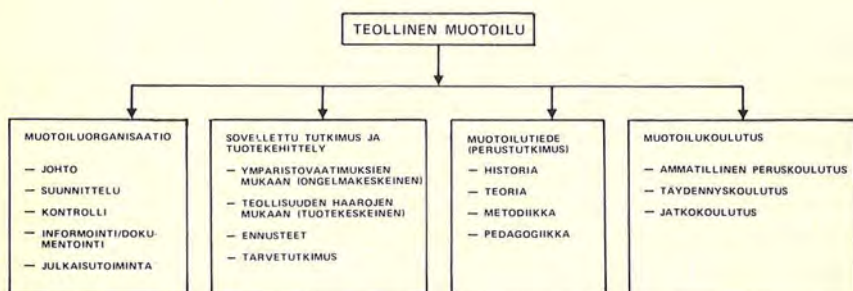 TEOLLINEN MUOTOILU
MUOTOILUORGANISAATIO
— JOHTO
— SUUNNITTELU
— KONTROLLI
— INFORMOINTI/DOKU-
MENTOINTI
— JULKAISUTOIMINTA
SOVELLETTU TUTKIMUS JA
TUOTEKEHITTELY
— YMPARISTOVAATIMUKSIEN
MUKAAN (ONGELMAKESKEINEN)
— TEOLLISUUDEN HAAROJEN
MUKAAN (TUOTEKESKEINEN)
— ENNUSTEET
— TARVETUTKIMUS
MUOTOILUTIEDE
(PERUSTUTKIMUS)
— HISTORIA
— TEORIA
— METODIIKKA
— PEDAGOGIIKKA
MUOTOILUKOULUTUS
— AMMATILLINEN PERUSKOULUTUS
— TÄYDENNYSKOULUTUS
— JATKOKOULUTUS